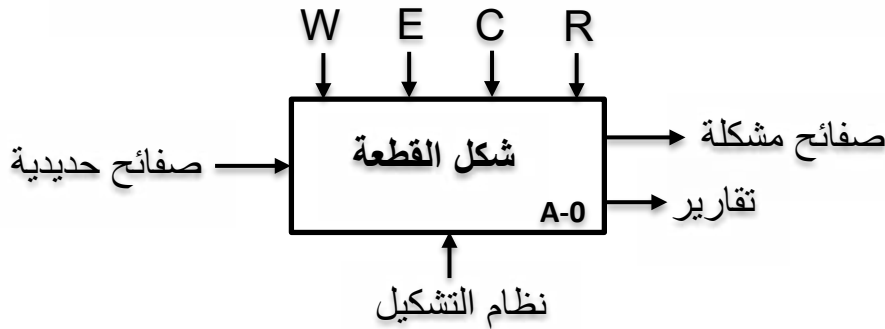 W E C R
شكل القطعة
صفائح حديدية
صفائح مشكلة
تقارير
A-0
نظام التشكيل